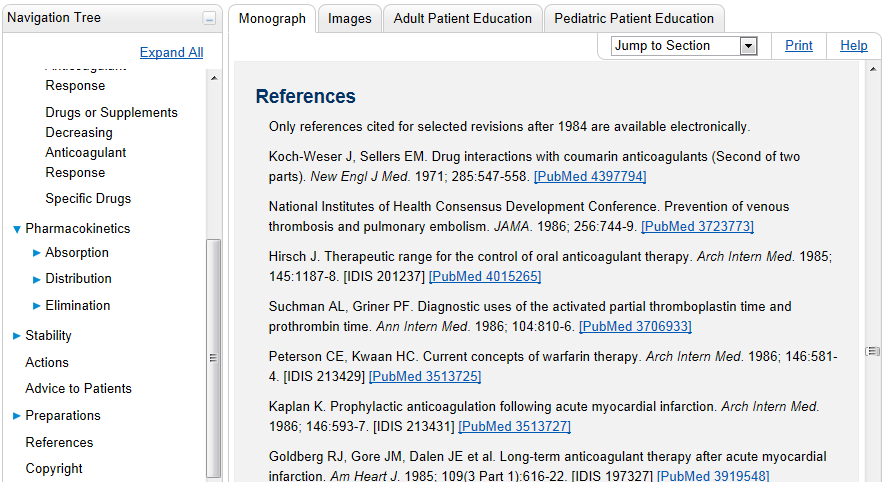 Navigation Tree
Expand All
Anticoagulant
Response
Drugs or Supplements
Decreasing
Anticoagulant
Response
Specific Drugs
Pharmacokinetics
Absorption
Distribution
Elimination
Stability
Actions
Advice to Patients
Preparations
References
Copyright
Monograph
Images
Adult Patient Education
Pediatric Patient Education
Jump to Section
Print
Help
References
Only references cited for selected revisions after 1984 are available electronically.
Koch-Weser J, Sellers EM. Drug interactions with coumarin anticoagulants (Second of two
parts). New Engl J Med. 1971; 285:547-558. [PubMed 4397794]
National Institutes of Health Consensus Development Conference. Prevention of venous
thrombosis and pulmonary embolism. JAMA. 1986; 256:744-9. [PubMed 3723773]
Hirsch J. Therapeutic range for the control of oral anticoagulant therapy. Arch Intern Med. 1985;
145:1187-8. [IDIS 201237] [PubMed 4015265]
Suchman AL, Griner PF. Diagnostic uses of the activated partial thromboplastin time and
prothrombin time. Ann Intern Med. 1986; 104:810-6. [PubMed 3706933]
Peterson CE, Kwaan HC. Current concepts of warfarin therapy. Arch Intern Med. 1986; 146:581-
4. [IDIS 213429] [PubMed 3513725]
Kaplan K. Prophylactic anticoagulation following acute myocardial infarction. Arch Intern Med.
1986; 146:593-7. [IDIS 213431] [PubMed 3513727]
Goldberg RJ, Gore JM, Dalen JE et al. Long-term anticoagulant therapy after acute myocardial
infarction. Am Heart J. 1985; 109(3 Part 1):616-22. [IDIS 197327] [PubMed 3919548]